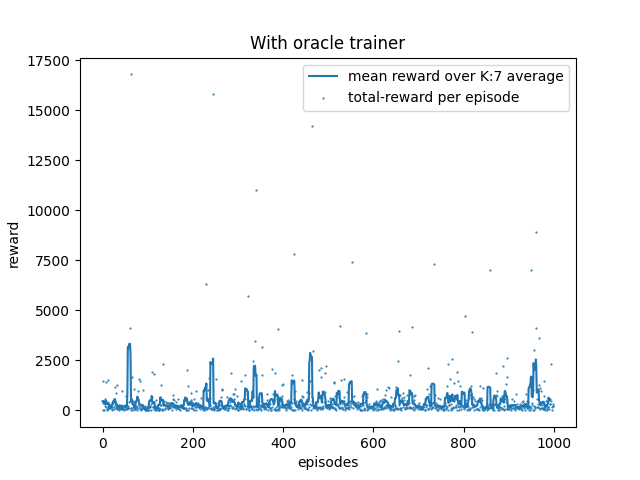 With oracle trainer
mean reward over K:7 average
total-reward per episode
17500
15000
12500
10000
7500
5000
2500
0
reward
0 200 400 600 800 1000
episodes